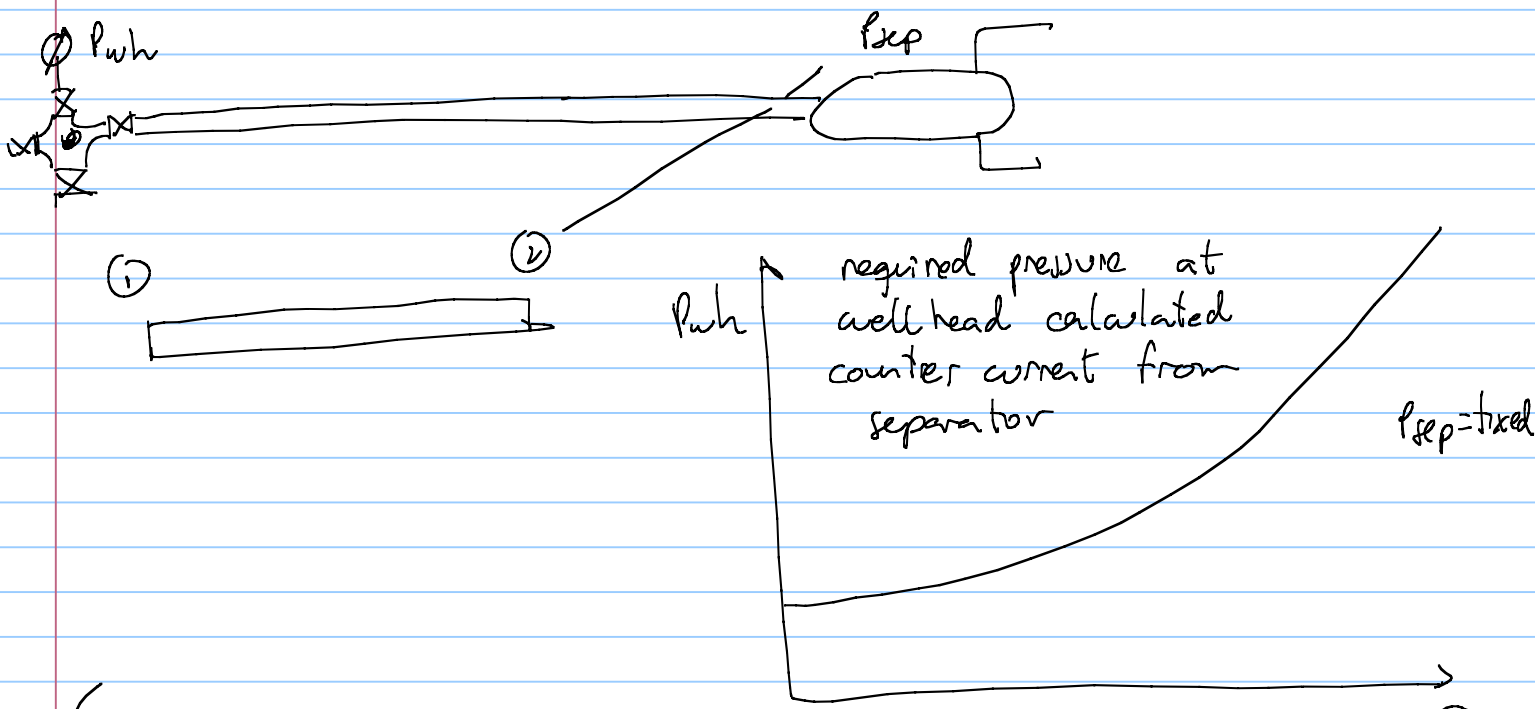 Pwh
Psep
①
②
Pwh
required pressure at
wellhead calculated
counter current from
separator
Psep=fixed